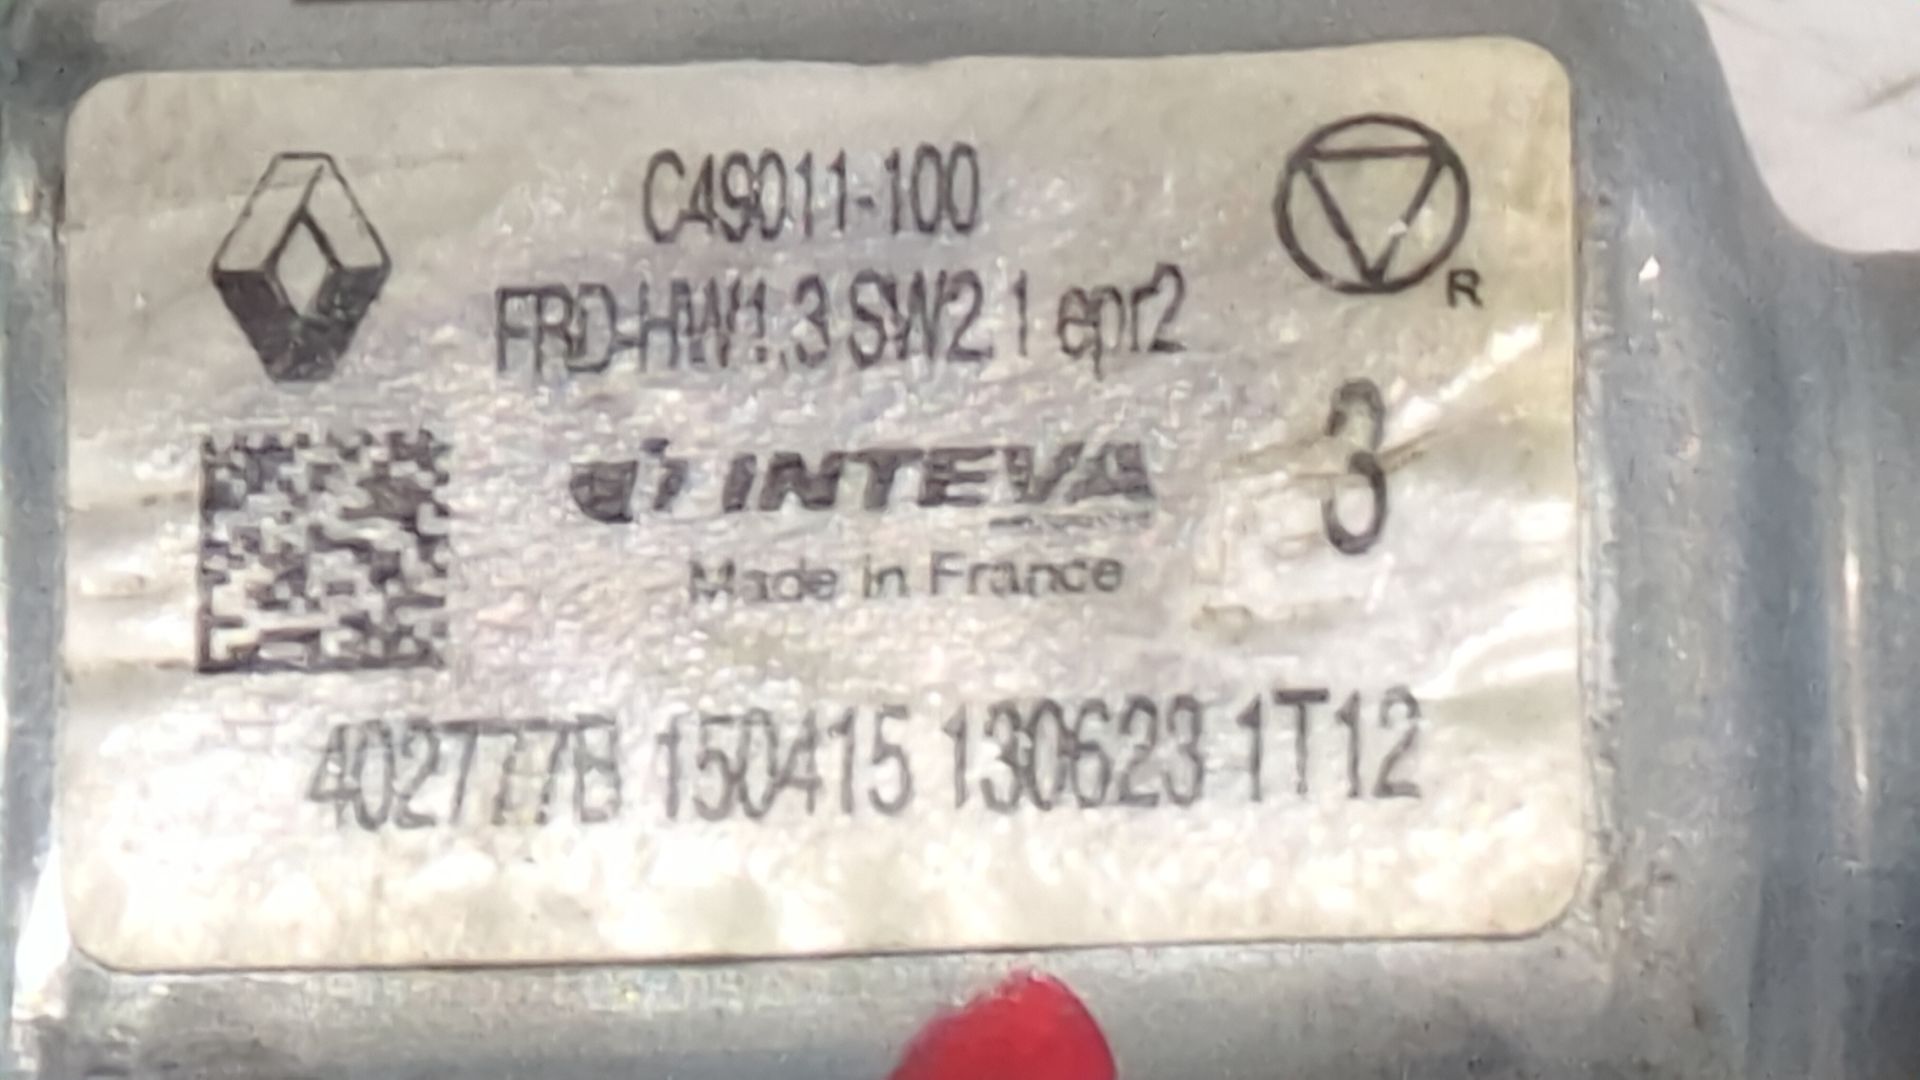 C49011-100
FRD-HW1.3 SW2.1 epr2
R
3
INTEVA
Made in France
402777B 150415 130623 1T12